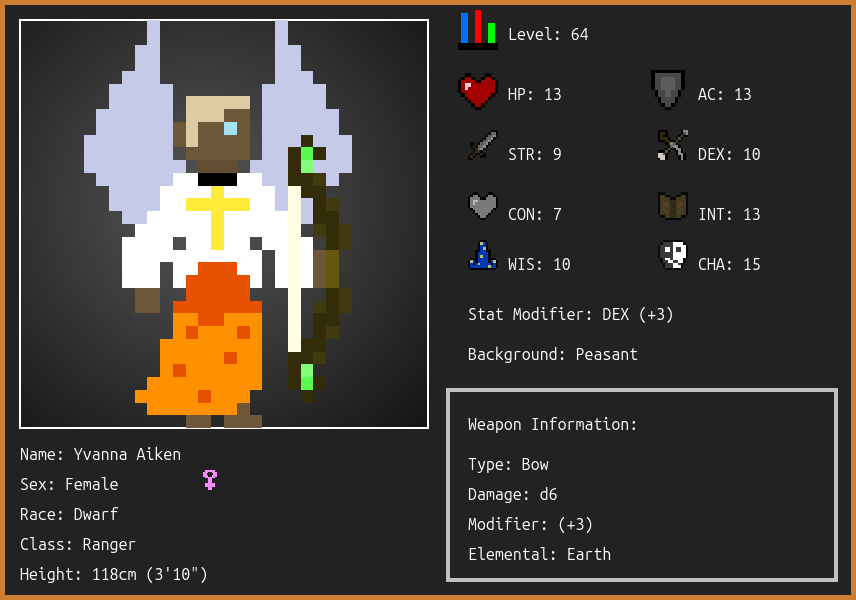 Level: 64
HP: 13
AC: 13
STR: 9
DEX: 10
CON: 7
INT: 13
WIS: 10
CHA: 15
Stat Modifier: DEX (+3)
Background: Peasant
Weapon Information:
Type: Bow
Damage: d6
Modifier: (+3)
Elemental: Earth
Name: Yvanna Aiken
Sex: Female
Race: Dwarf
Class: Ranger
Height: 118cm (3'10")